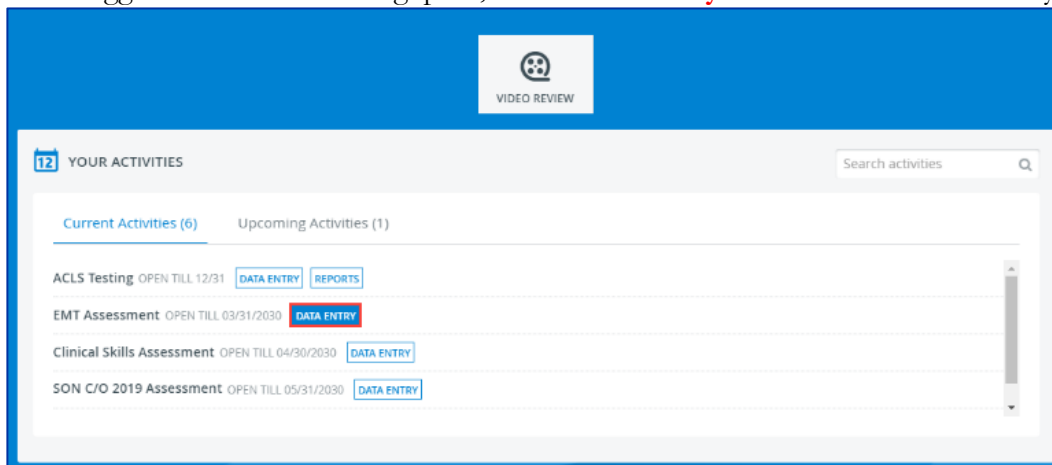 VIDEO REVIEW
12 YOUR ACTIVITIES Search activities
Current Activities (6) Upcoming Activities (1)
ACLS Testing OPEN TILL 12/31 DATA ENTRY REPORTS
EMT Assessment OPEN TILL 03/31/2030 DATA ENTRY
Clinical Skills Assessment OPEN TILL 04/30/2030 DATA ENTRY
SON C/O 2019 Assessment OPEN TILL 05/31/2030 DATA ENTRY